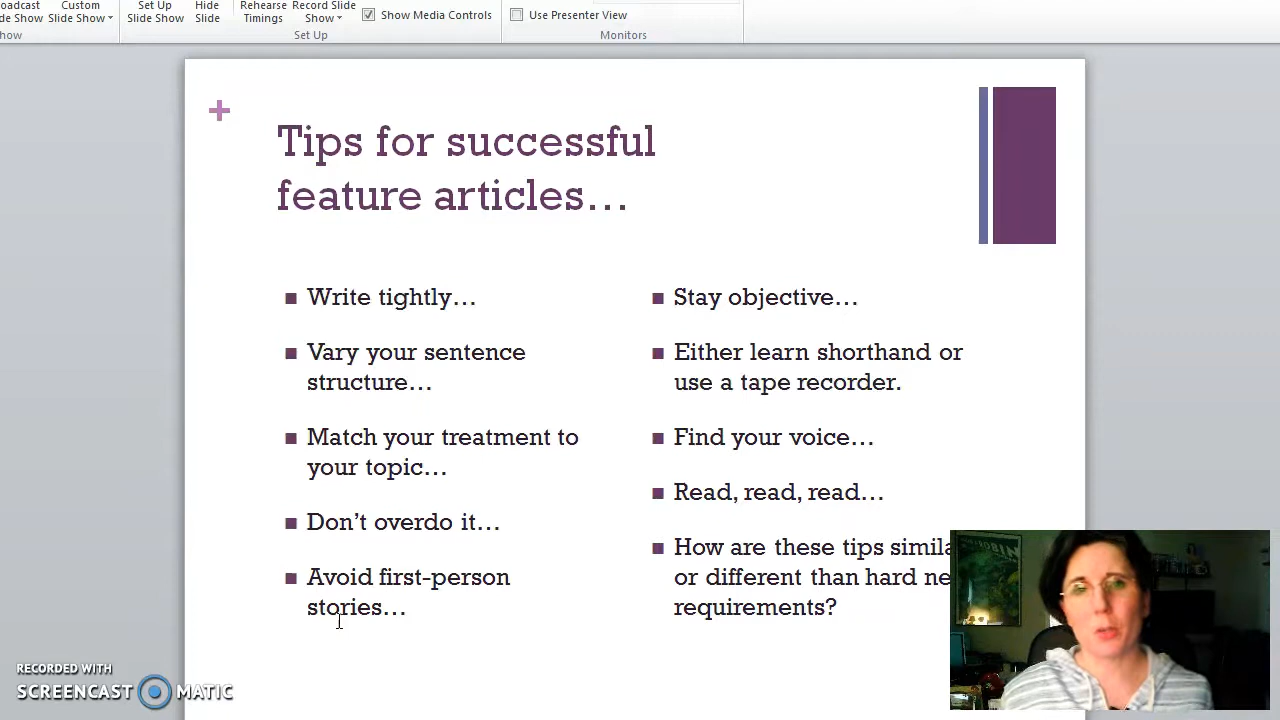 Custom
Slide Show
Set Up
Slide Show
Hide
Slide
Rehearse
Timings
Record Slide
Show
Show Media Controls
Use Presenter View
Set Up
Monitors
+
Tips for successful
feature articles…
Write tightly…
Vary your sentence
structure…
Match your treatment to
your topic…
Don't overdo it…
Avoid first-person
stories…
Stay objective…
Either learn shorthand or
use a tape recorder.
Find your voice…
Read, read, read…
How are these tips simila
or different than hard ne
requirements?
RECORDED WITH
SCREENCAST MATIC